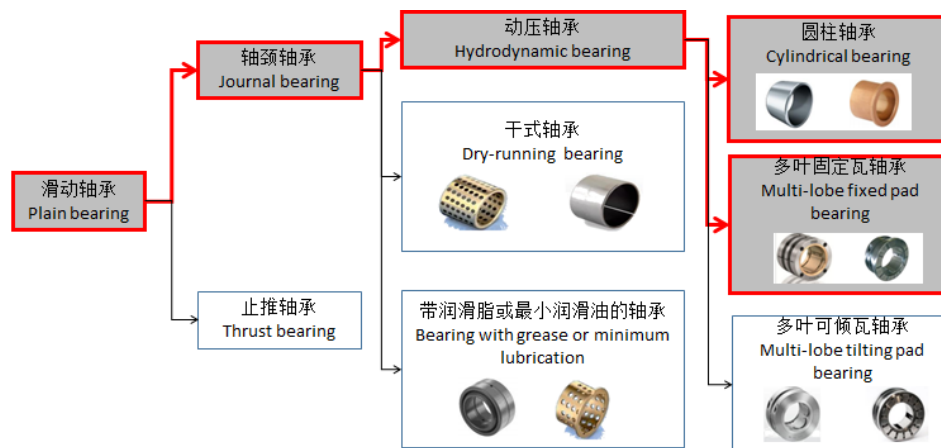 滑动轴承
Plain bearing
轴颈轴承
Journal bearing
止推轴承
Thrust bearing
动压轴承
Hydrodynamic bearing
干式轴承
Dry-running bearing
带润滑脂或最小润滑油的轴承
Bearing with grease or minimum
lubrication
圆柱轴承
Cylindrical bearing
多叶固定瓦轴承
Multi-lobe fixed pad
bearing
多叶可倾瓦轴承
Multi-lobe tilting pad
bearing